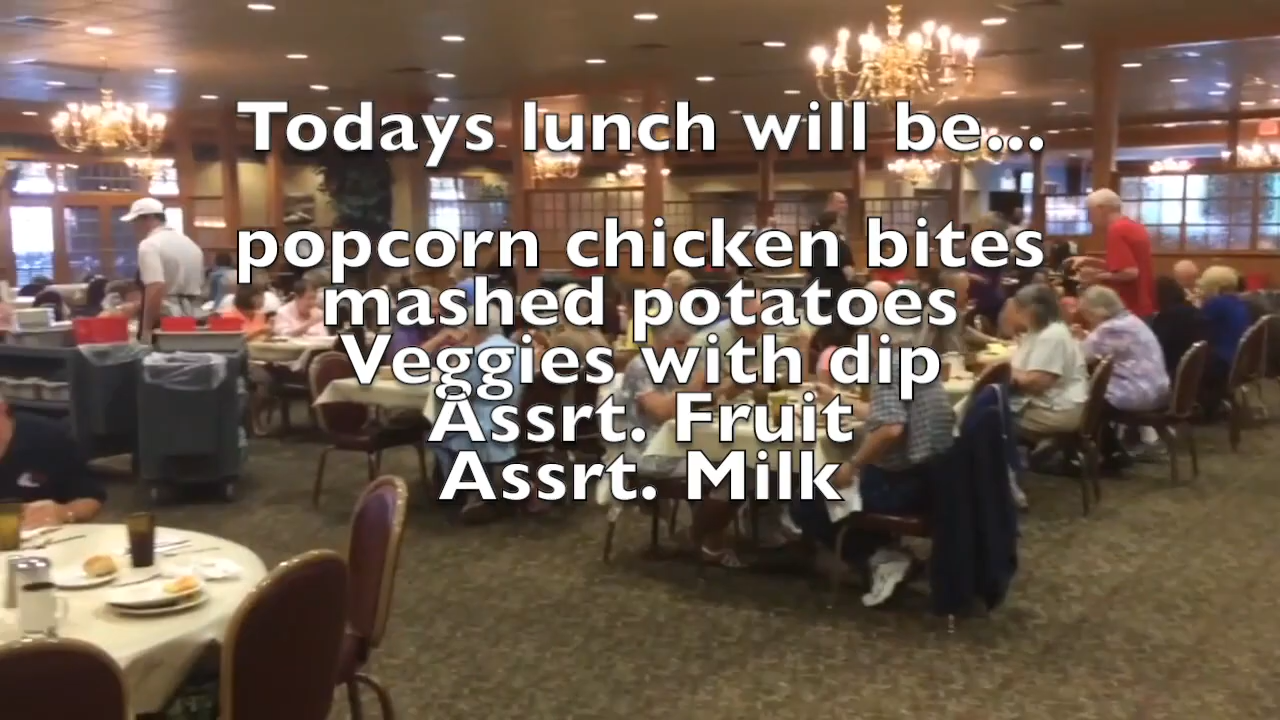 Todays lunch will be...
popcorn chicken bites
mashed potatoes
Veggies with dip
Assrt. Fruit
Assrt. Milk